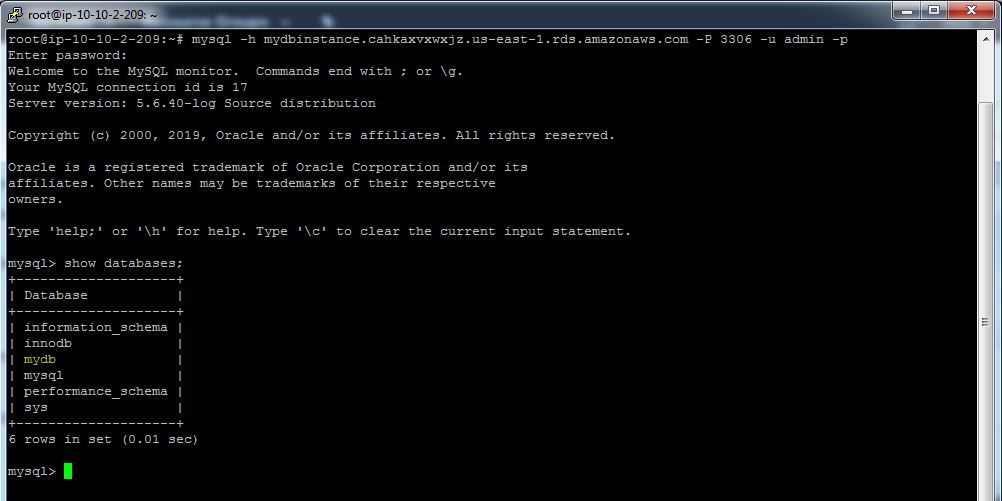 root@ip-10-10-2-209: ~
root@ip-10-10-2-209:~# mysql -h mydbinstance.cahkaxvxwxjz.us-east-1.rds.amazonaws.com -P 3306 -u admin -p
Enter password:
Welcome to the MySQL monitor.  Commands end with ; or \g.
Your MySQL connection id is 17
Server version: 5.6.40-log Source distribution

Copyright (c) 2000, 2019, Oracle and/or its affiliates. All rights reserved.

Oracle is a registered trademark of Oracle Corporation and/or its
affiliates. Other names may be trademarks of their respective
owners.

Type 'help;' or '\h' for help. Type '\c' to clear the current input statement.

mysql> show databases;
+--------------------+
| Database           |
+--------------------+
| information_schema |
| innodb             |
| mydb               |
| mysql              |
| performance_schema |
| sys                |
+--------------------+
6 rows in set (0.01 sec)

mysql>